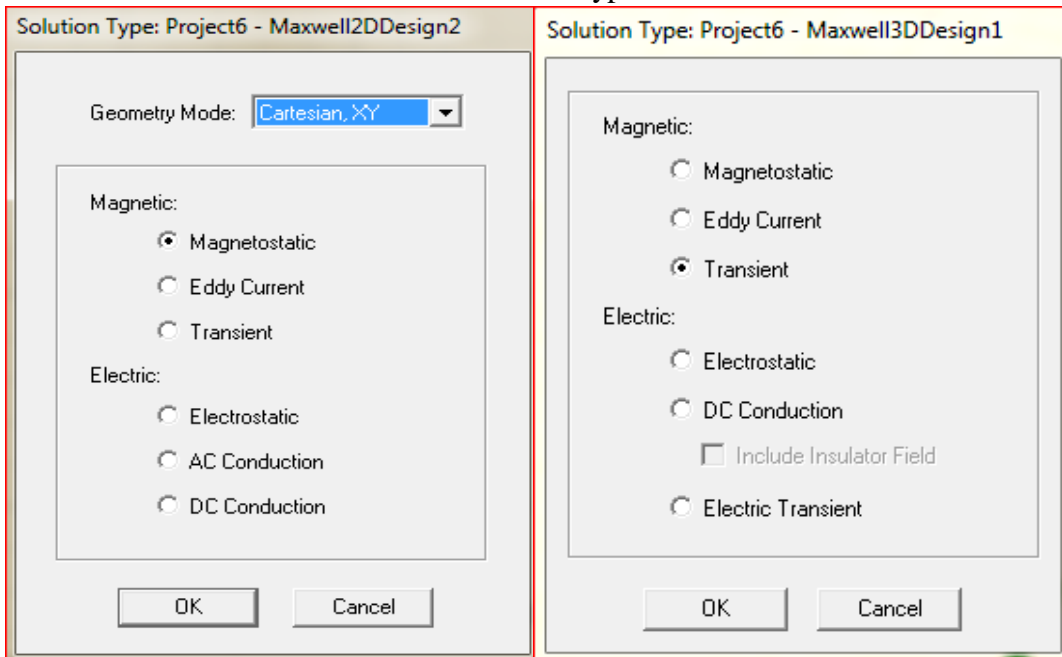 Solution Type: Project6 - Maxwell2DDesign2
Geometry Mode: Cartesian, XY
Magnetic:
Magnetostatic
Eddy Current
Transient
Electric:
Electrostatic
AC Conduction
DC Conduction
OK Cancel
Solution Type: Project6 - Maxwell3DDesign1
Magnetic:
Magnetostatic
Eddy Current
Transient
Electric:
Electrostatic
DC Conduction
Include Insulator Field
Electric Transient
OK Cancel